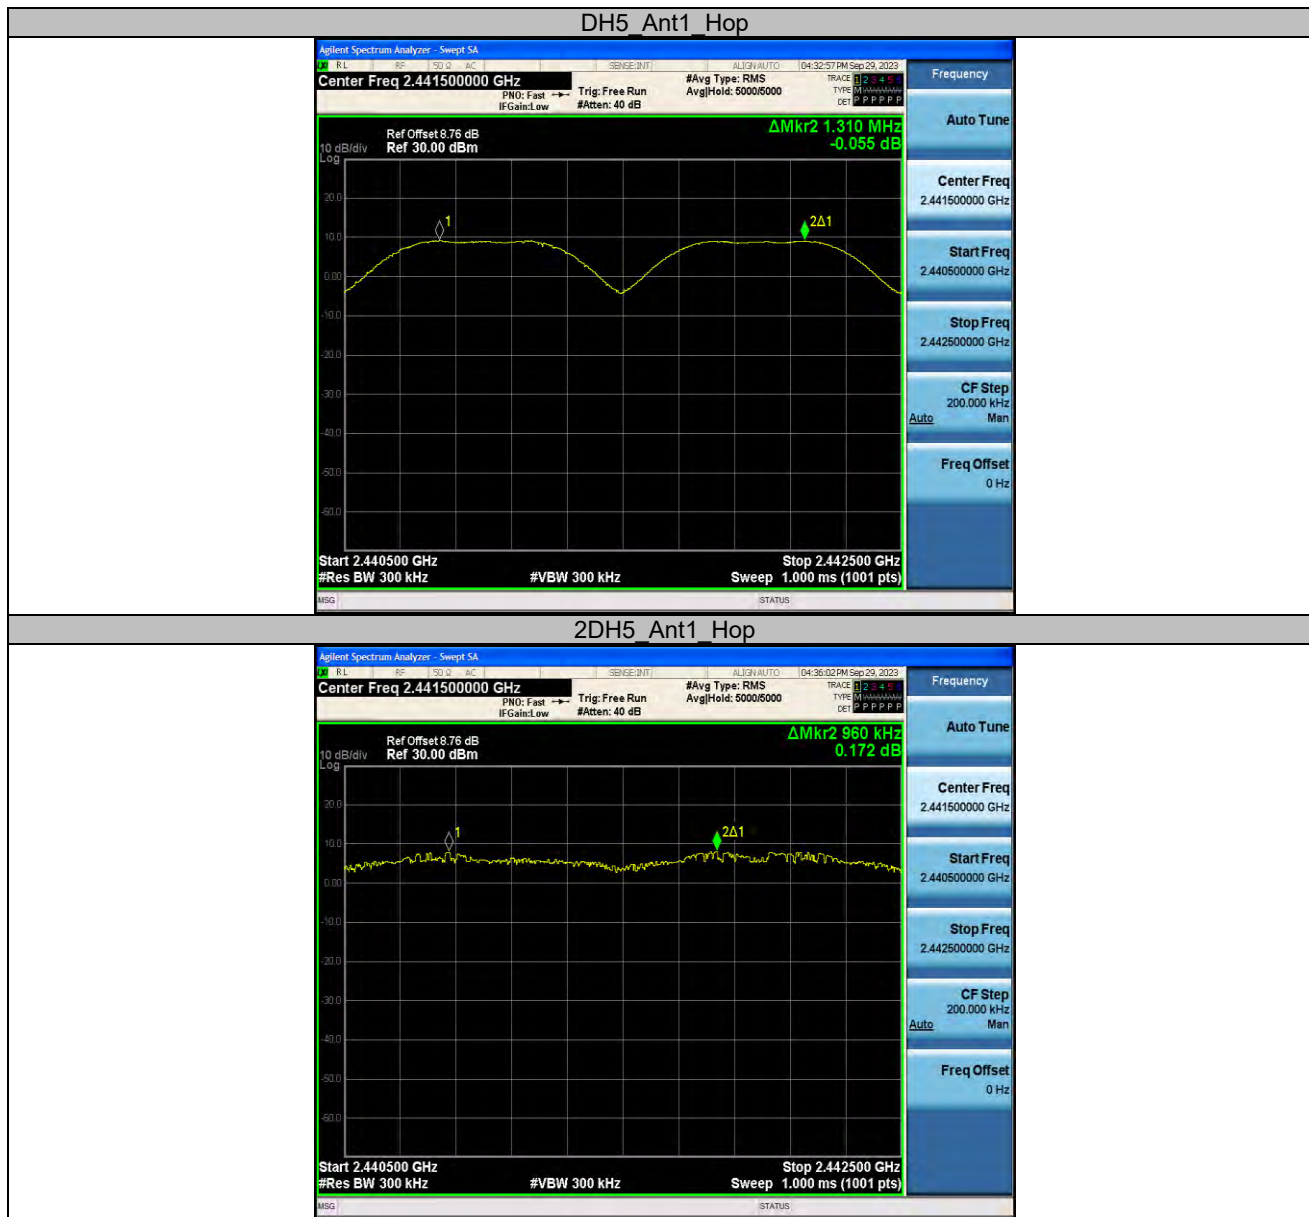 DH5_Ant1_Hop
Agilent Spectrum Analyzer - Swept SA
RL RF 50 Ω AC SENSE:INT ALIGN AUTO 04:32:57 PM Sep 29, 2023
Center Freq 2.441500000 GHz
PNO: Fast
IFGain:Low
Trig: Free Run
#Atten: 40 dB
#Avg Type: RMS
Avg|Hold: 5000/5000
TRACE 1 2 3 4 5
TYPE M
DET P P P P P P
Frequency
Ref Offset 8.76 dB
10 dB/div Ref 30.00 dBm
Log
ΔMkr2 1.310 MHz
-0.055 dB
20.0
10.0
0.00
-10.0
-20.0
-30.0
-40.0
-50.0
-60.0
1
2Δ1
Start 2.440500 GHz Stop 2.442500 GHz
#Res BW 300 kHz #VBW 300 kHz Sweep 1.000 ms (1001 pts)
MSG STATUS
Auto Tune
Center Freq
2.441500000 GHz
Start Freq
2.440500000 GHz
Stop Freq
2.442500000 GHz
CF Step
200.000 kHz
Auto Man
Freq Offset
0 Hz
2DH5_Ant1_Hop
Agilent Spectrum Analyzer - Swept SA
RL RF 50 Ω AC SENSE:INT ALIGN AUTO 04:36:02 PM Sep 29, 2023
Center Freq 2.441500000 GHz
PNO: Fast
IFGain:Low
Trig: Free Run
#Atten: 40 dB
#Avg Type: RMS
Avg|Hold: 5000/5000
TRACE 1 2 3 4 5
TYPE M
DET P P P P P P
Frequency
Ref Offset 8.76 dB
10 dB/div Ref 30.00 dBm
Log
ΔMkr2 960 kHz
0.172 dB
20.0
10.0
0.00
-10.0
-20.0
-30.0
-40.0
-50.0
-60.0
1
2Δ1
Start 2.440500 GHz Stop 2.442500 GHz
#Res BW 300 kHz #VBW 300 kHz Sweep 1.000 ms (1001 pts)
MSG STATUS
Auto Tune
Center Freq
2.441500000 GHz
Start Freq
2.440500000 GHz
Stop Freq
2.442500000 GHz
CF Step
200.000 kHz
Auto Man
Freq Offset
0 Hz